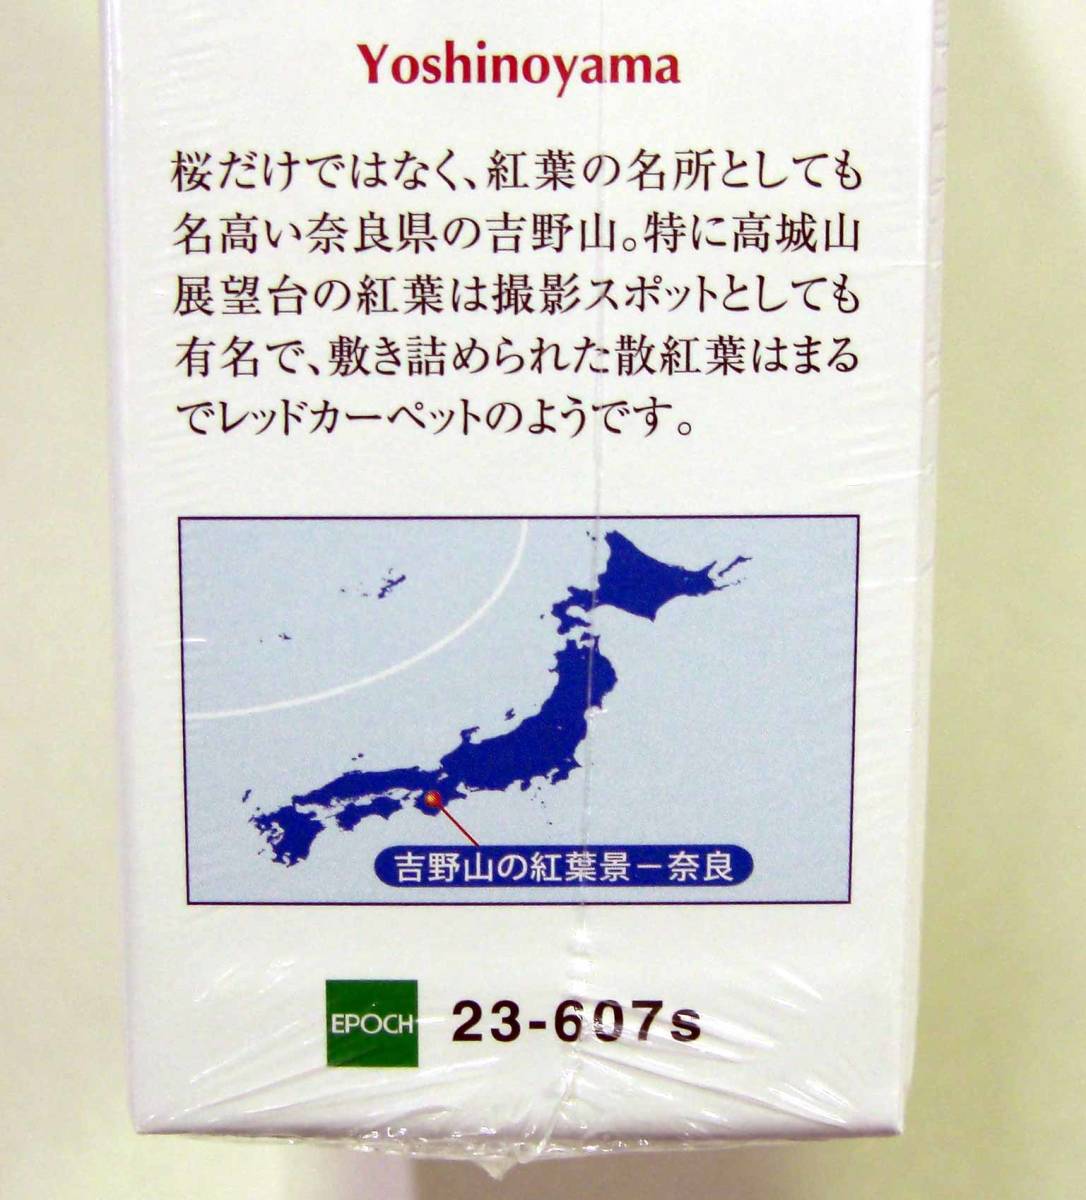 Yoshinoyama
桜だけではなく、紅葉の名所としても
名高い奈良県の吉野山。特に高城山
展望台の紅葉は撮影スポットとしても
有名で、敷き詰められた散紅葉はまる
でレッドカーペットのようです。
吉野山の紅葉景－奈良
EPOCH 23-607s